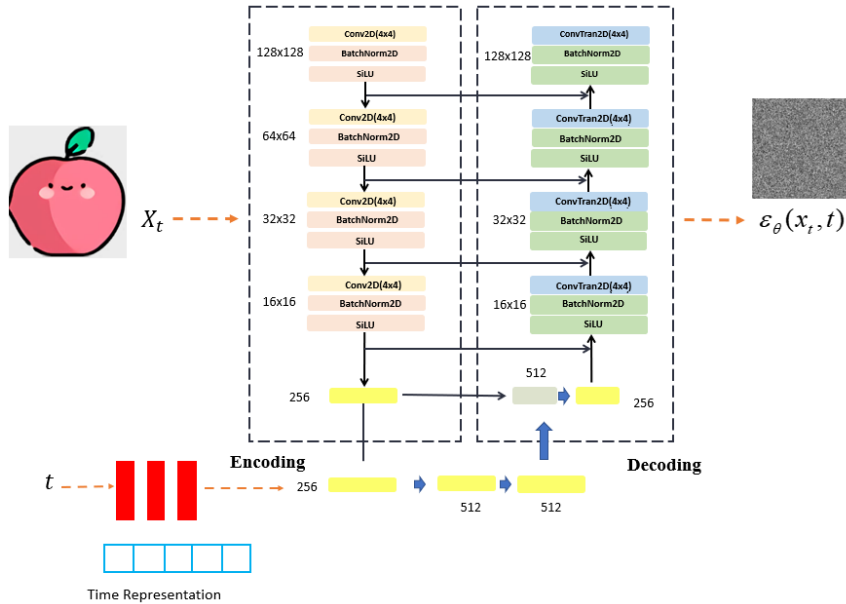 Conv2D(4x4)
128x128
BatchNorm2D
SiLU
Conv2D(4x4)
64x64
BatchNorm2D
SiLU
Conv2D(4x4)
32x32
BatchNorm2D
SiLU
Conv2D(4x4)
16x16
BatchNorm2D
SiLU
256
ConvTran2D(4x4)
128x128
BatchNorm2D
SiLU
ConvTran2D(4x4)
BatchNorm2D
SiLU
ConvTran2D(4x4)
32x32
BatchNorm2D
SiLU
ConvTran2D(4x4)
16x16
BatchNorm2D
SiLU
512
256
X_t
ε_θ(x_t, t)
Encoding
Decoding
t
256
512
512
Time Representation